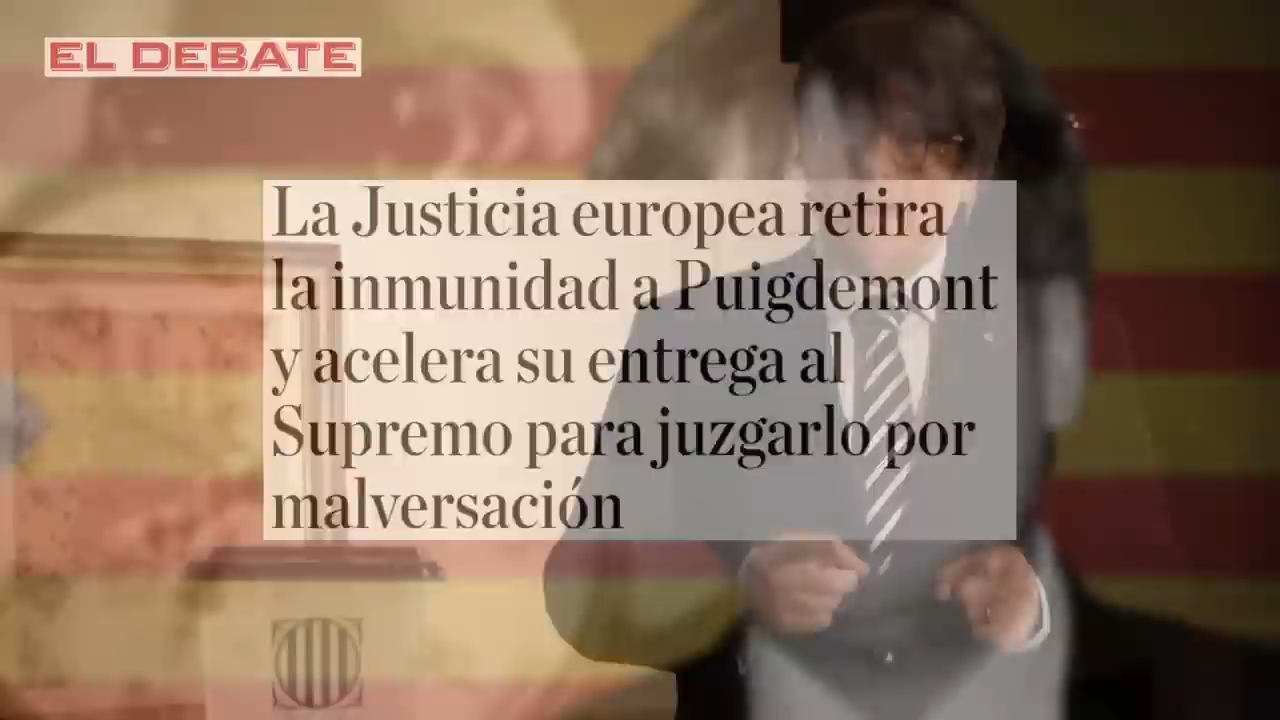 EL DEBATE
La Justicia europea retira
la inmunidad a Puigdemont
y acelera su entrega al
Supremo para juzgarlo por
malversación